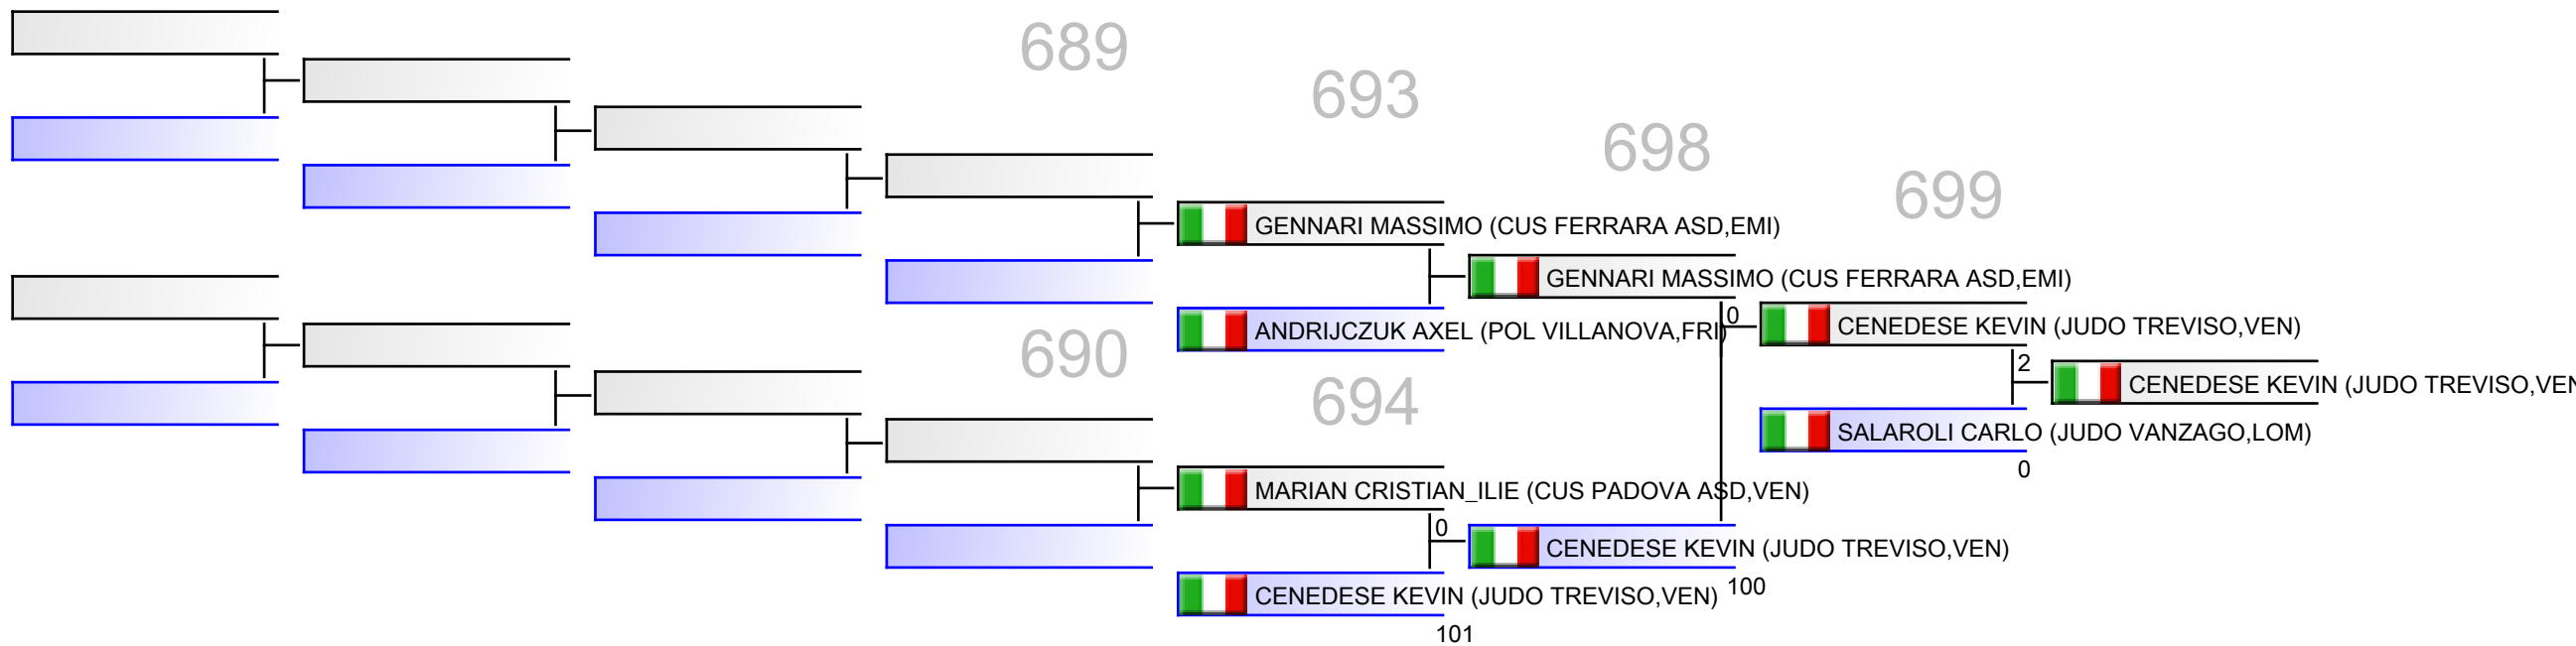 689
693
698
699
GENNARI MASSIMO (CUS FERRARA ASD,EMI)
GENNARI MASSIMO (CUS FERRARA ASD,EMI)
ANDRIJCZUK AXEL (POL VILLANOVA,FRI)
0
CENEDESE KEVIN (JUDO TREVISO,VEN)
690
2
CENEDESE KEVIN (JUDO TREVISO,VEN
694
SALAROLI CARLO (JUDO VANZAGO,LOM)
0
MARIAN CRISTIAN_ILIE (CUS PADOVA ASD,VEN)
0
CENEDESE KEVIN (JUDO TREVISO,VEN)
CENEDESE KEVIN (JUDO TREVISO,VEN)
100
101